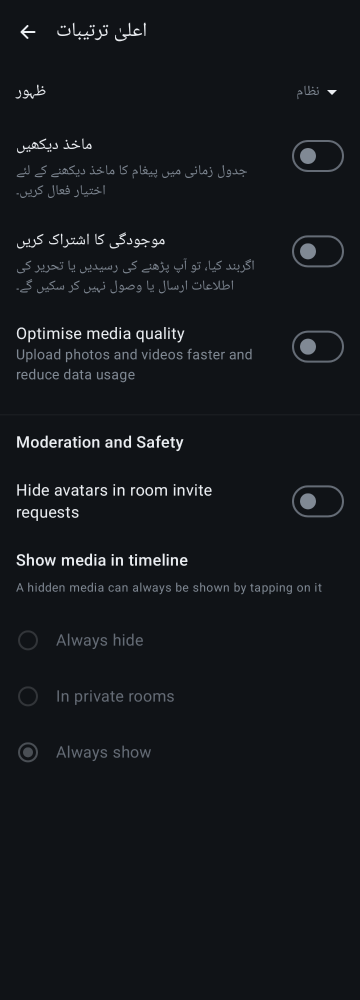 اعلیٰ ترتیبات
ظہور
نظام
ماخذ دیکھیں
جدول زمانی میں پیغام کا ماخذ دیکھنے کے لئے
اختیار فعال کریں۔
موجودگی کا اشتراک کریں
اگربند کیا، تو آپ پڑھنے کی رسیدیں یا تحریر کی
اطلاعات ارسال یا وصول نہیں کر سکیں گے۔
Optimise media quality
Upload photos and videos faster and
reduce data usage
Moderation and Safety
Hide avatars in room invite
requests
Show media in timeline
A hidden media can always be shown by tapping on it
Always hide
In private rooms
Always show